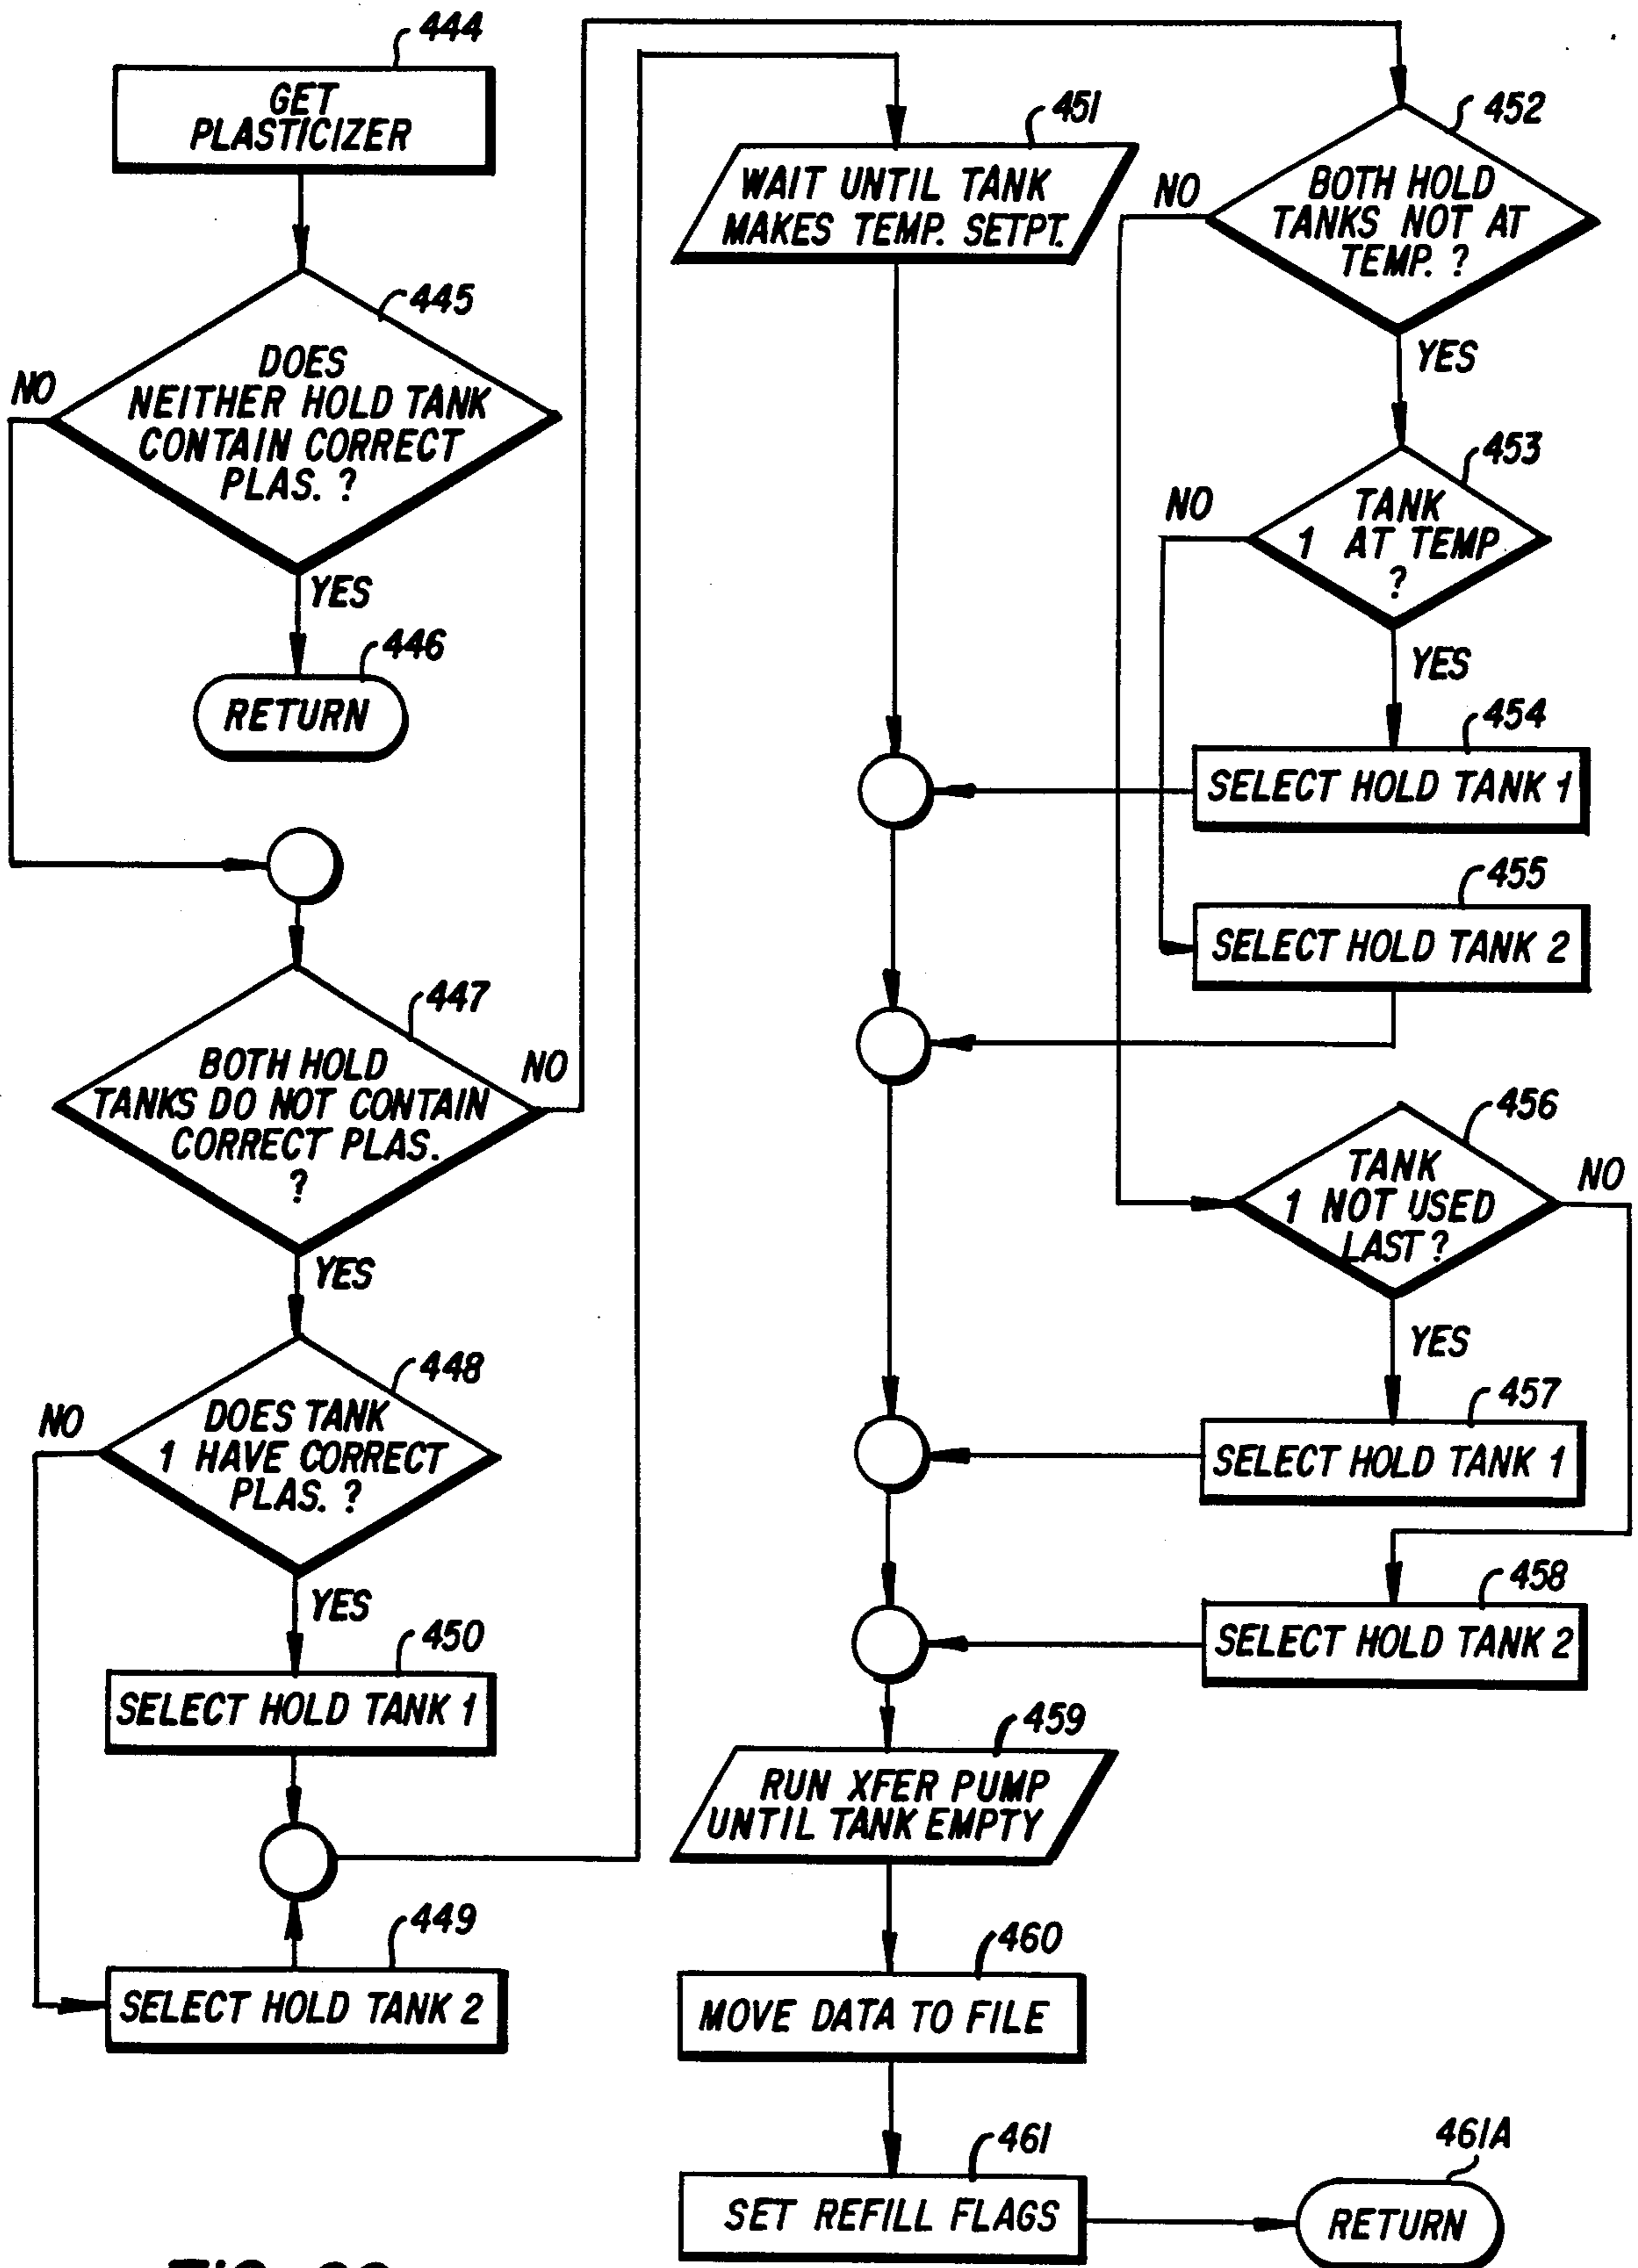 444
GET
PLASTICIZER
445
DOES
NEITHER HOLD TANK
CONTAIN CORRECT
PLAS. ?
NO
YES
446
RETURN
447
BOTH HOLD
TANKS DO NOT CONTAIN
CORRECT PLAS.
?
NO
YES
448
DOES TANK
1 HAVE CORRECT
PLAS. ?
NO
YES
450
SELECT HOLD TANK 1
449
SELECT HOLD TANK 2
451
WAIT UNTIL TANK
MAKES TEMP. SETPT.
452
BOTH HOLD
TANKS NOT AT
TEMP. ?
NO
YES
453
TANK
1 AT TEMP
?
NO
YES
454
SELECT HOLD TANK 1
455
SELECT HOLD TANK 2
456
TANK
1 NOT USED
LAST ?
NO
YES
457
SELECT HOLD TANK 1
458
SELECT HOLD TANK 2
459
RUN XFER PUMP
UNTIL TANK EMPTY
460
MOVE DATA TO FILE
461
SET REFILL FLAGS
461A
RETURN